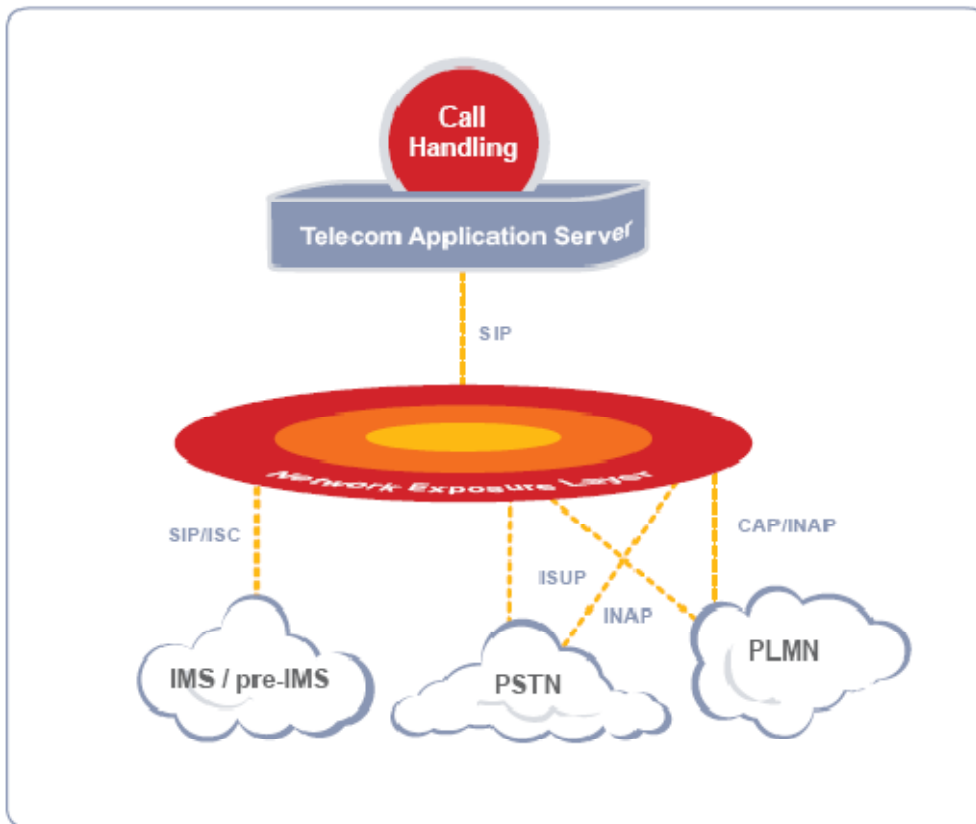 Call
Handling
Telecom Application Server
SIP
Network Exposure Layer
SIP/ISC
CAP/INAP
ISUP
INAP
PLMN
IMS / pre-IMS
PSTN